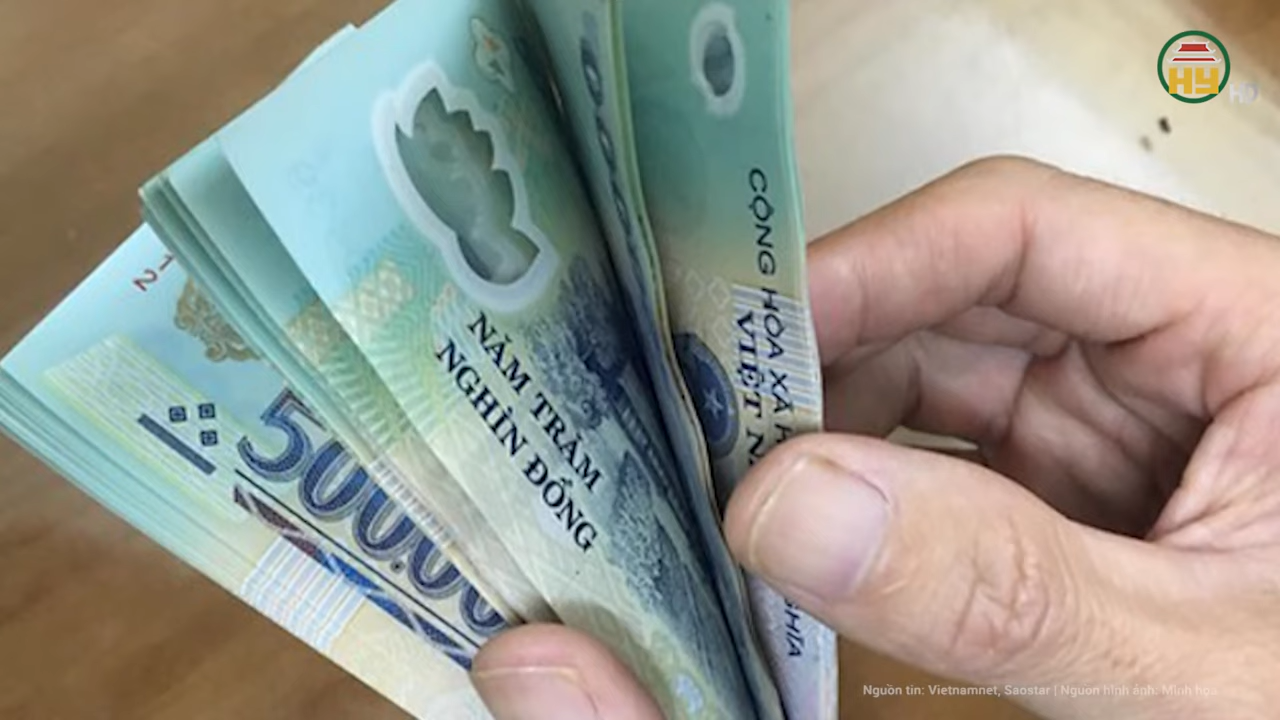 HY
HD
CỘNG HÒA XÃ
VIỆT
NĂM TRĂM
NGHÌN ĐỒNG
12
500.00
Nguồn tin: Vietnamnet, Saostar | Nguồn hình ảnh: Minh họa